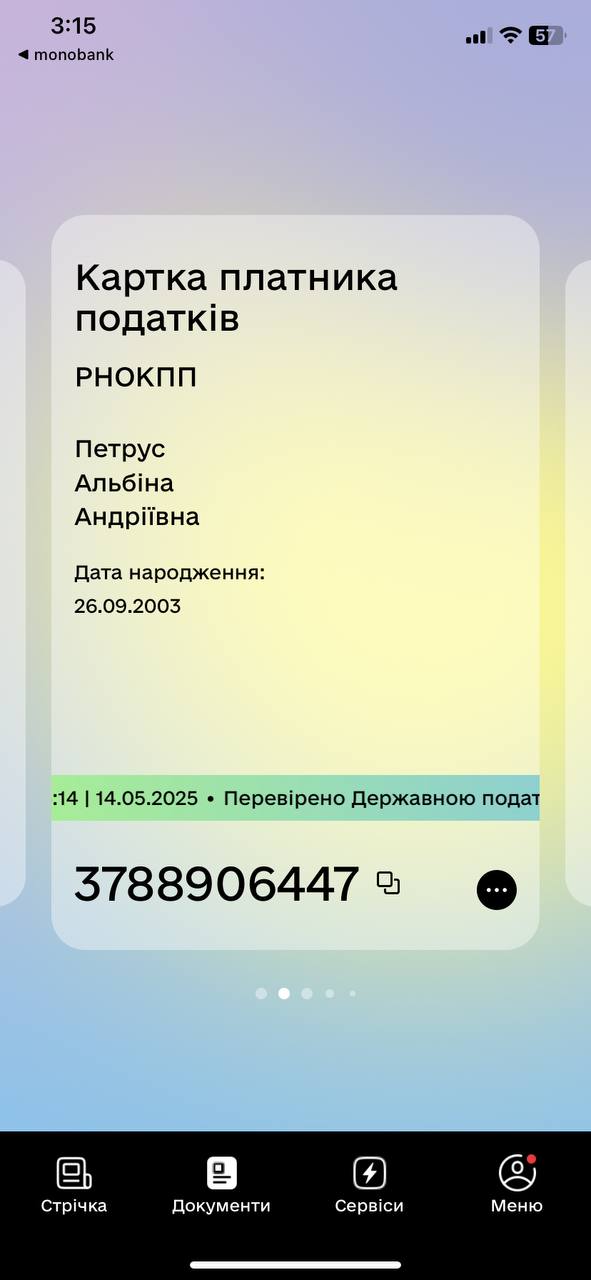 3:15
57
◀ monobank
Картка платника
податків
РНОКПП
Петрус
Альбіна
Андріївна
Дата народження:
26.09.2003
:14 | 14.05.2025 • Перевірено Державною подат
3788906447
Стрічка
Документи
Сервіси
Меню